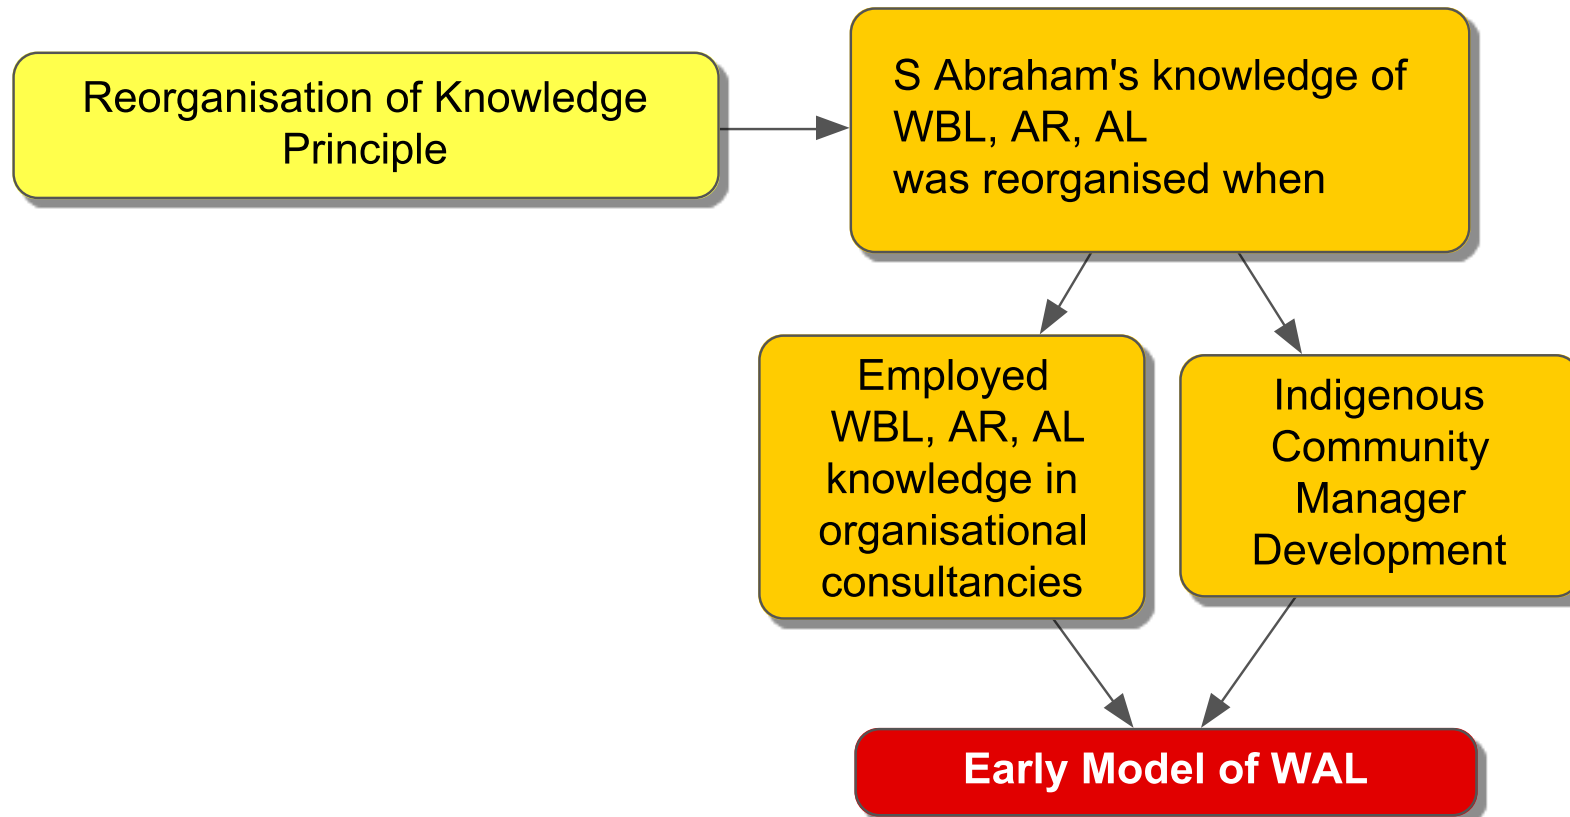 Reorganisation of Knowledge
Principle
S Abraham's knowledge of
WBL, AR, AL
was reorganised when
Employed
WBL, AR, AL
knowledge in
organisational
consultancies
Indigenous
Community
Manager
Development
Early Model of WAL